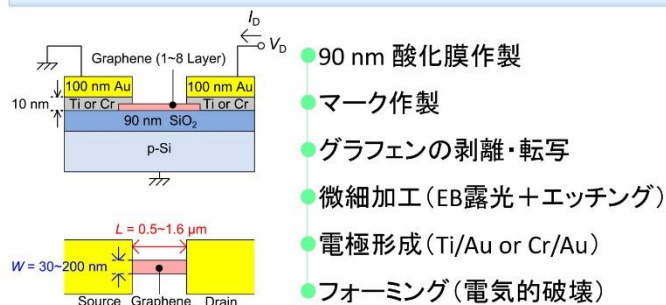 I_D
V_D
Graphene (1~8 Layer)
100 nm Au
100 nm Au
10 nm
Ti or Cr
Ti or Cr
90 nm SiO₂
p-Si
L = 0.5~1.6 μm
W = 30~200 nm
Source
Graphene
Drain
90 nm 酸化膜作製
マーク作製
グラフェンの剥離・転写
微細加工(EB露光+エッチング)
電極形成(Ti/Au or Cr/Au)
フォーミング(電気的破壊)